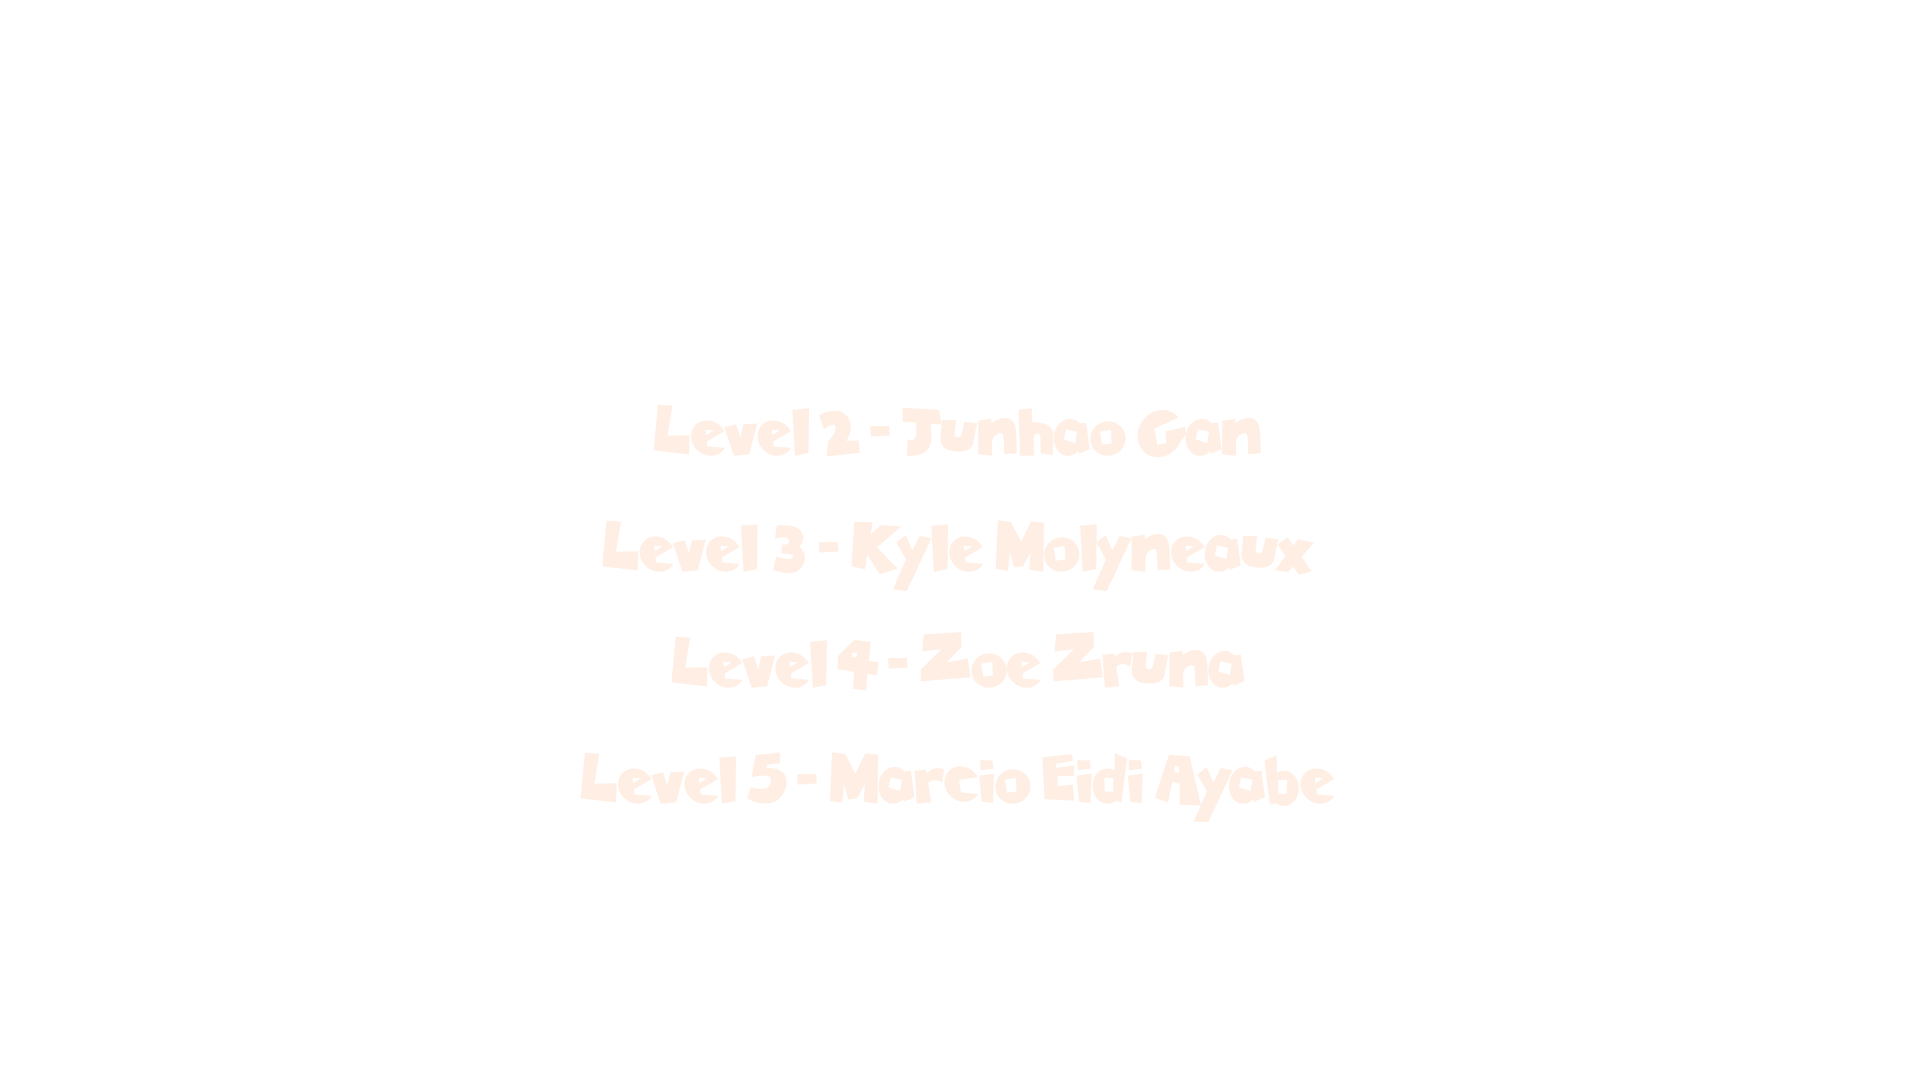 Level 2 - Junhao Gan
Level 3 - Kyle Molyneaux
Level 4 - Zoe Zruna
Level 5 - Marcio Eidi Ayabe